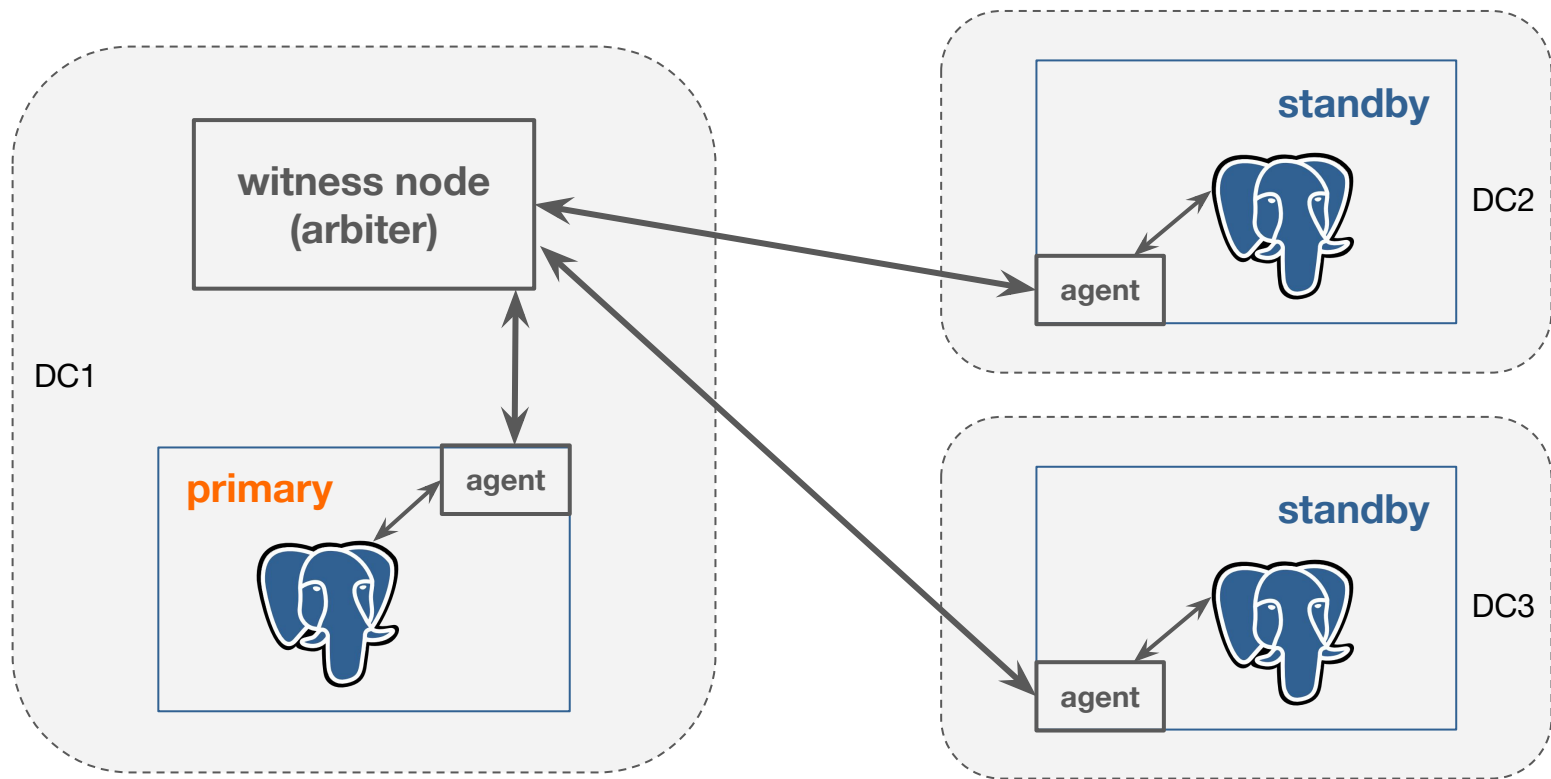 witness node
(arbiter)
DC1
agent
primary
standby
DC2
agent
standby
DC3
agent